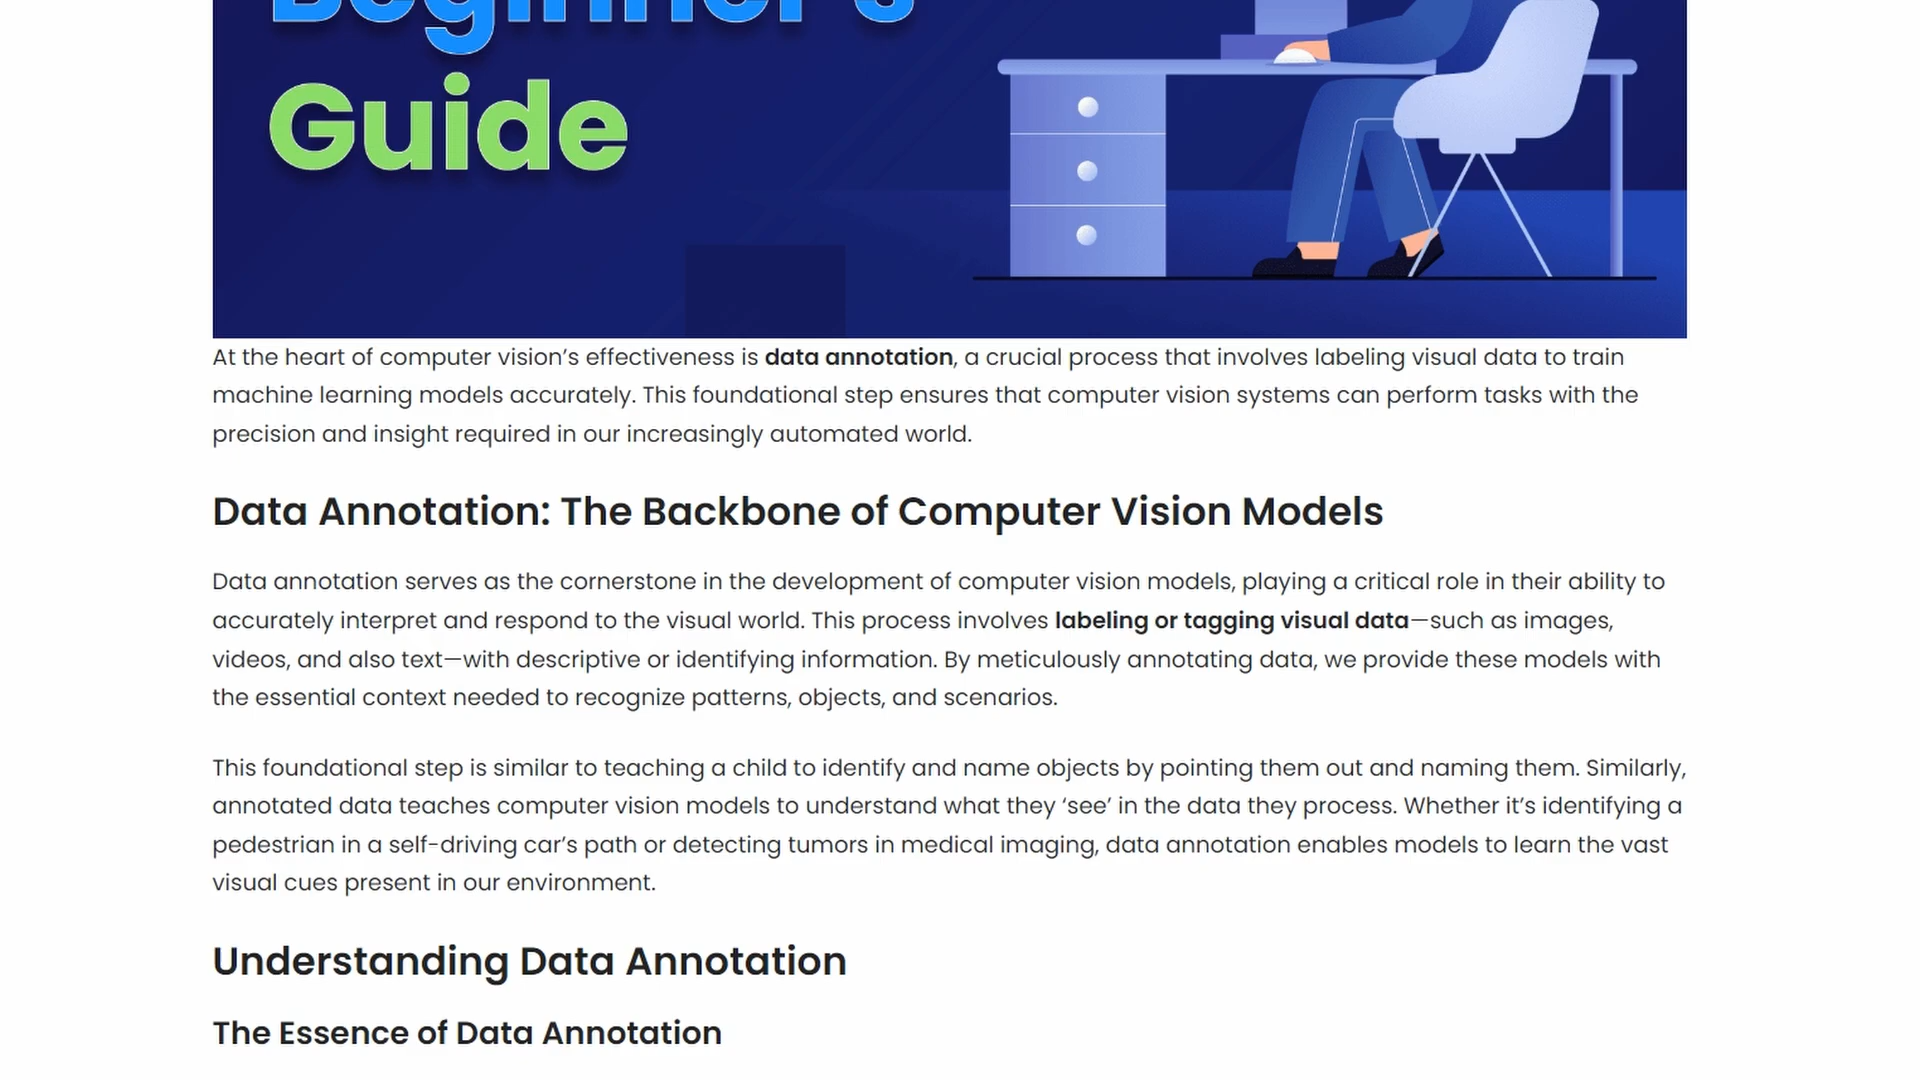 Beginner's
Guide
At the heart of computer vision’s effectiveness is data annotation, a crucial process that involves labeling visual data to train
machine learning models accurately. This foundational step ensures that computer vision systems can perform tasks with the
precision and insight required in our increasingly automated world.
Data Annotation: The Backbone of Computer Vision Models
Data annotation serves as the cornerstone in the development of computer vision models, playing a critical role in their ability to
accurately interpret and respond to the visual world. This process involves labeling or tagging visual data—such as images,
videos, and also text—with descriptive or identifying information. By meticulously annotating data, we provide these models with
the essential context needed to recognize patterns, objects, and scenarios.
This foundational step is similar to teaching a child to identify and name objects by pointing them out and naming them. Similarly,
annotated data teaches computer vision models to understand what they ‘see’ in the data they process. Whether it’s identifying a
pedestrian in a self-driving car’s path or detecting tumors in medical imaging, data annotation enables models to learn the vast
visual cues present in our environment.
Understanding Data Annotation
The Essence of Data Annotation